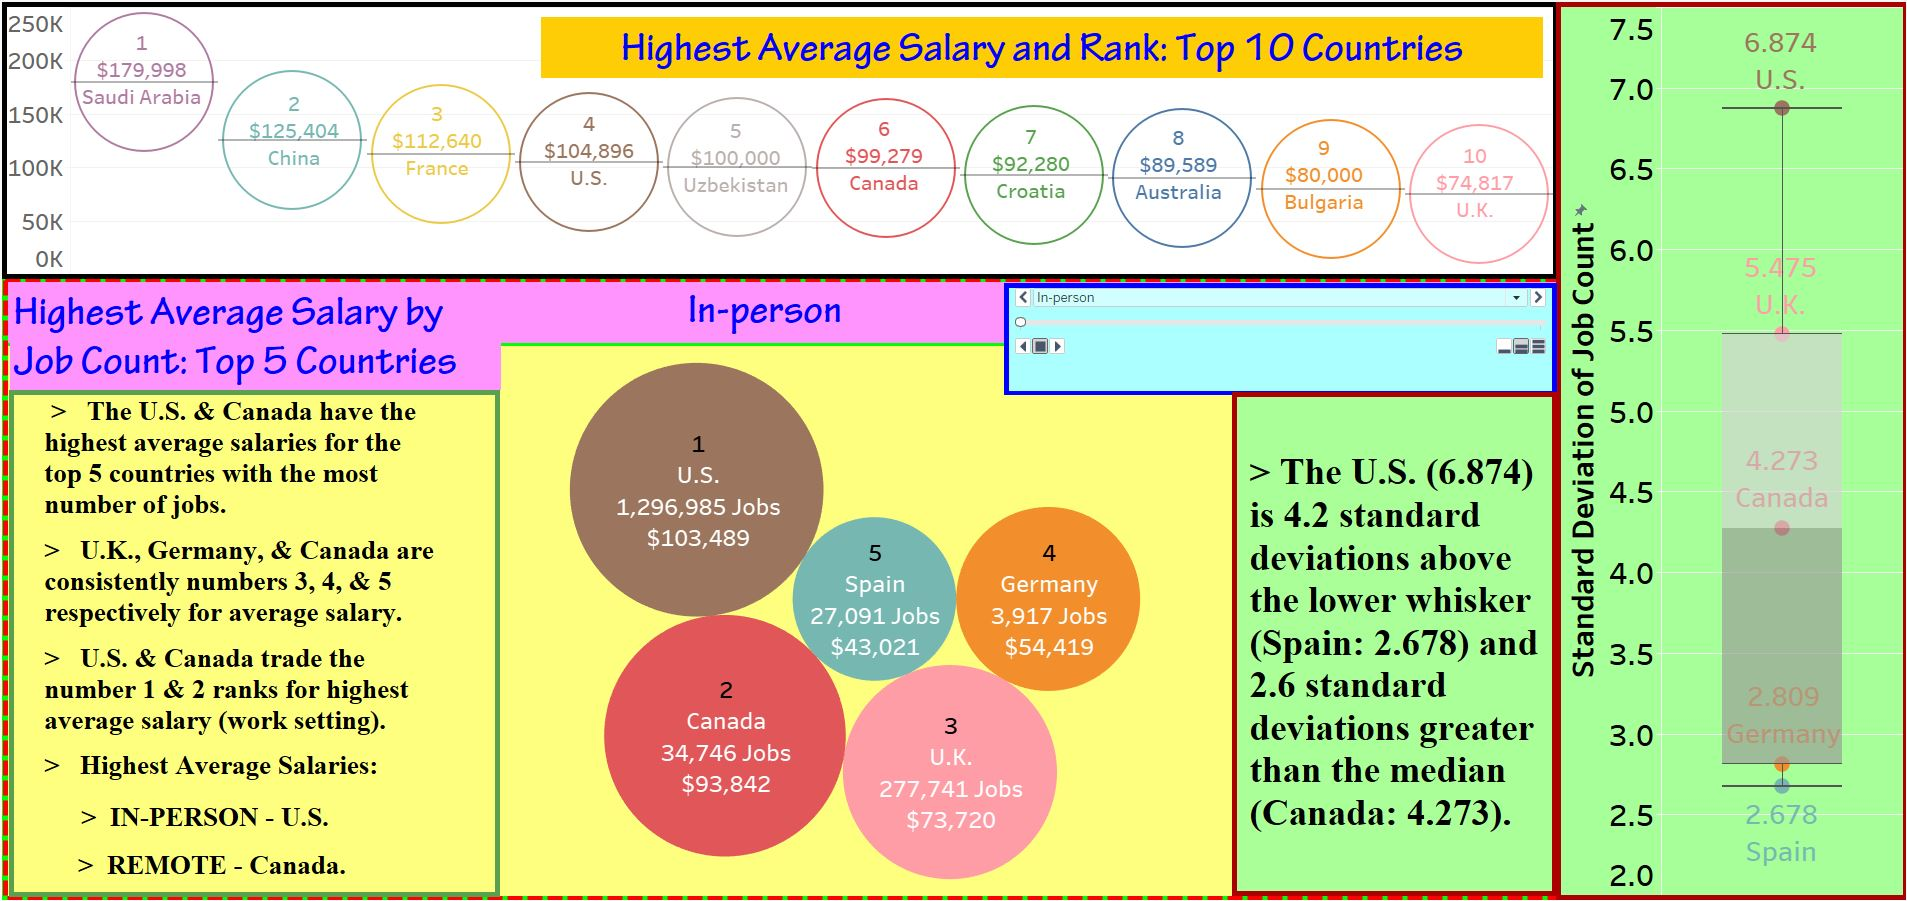 Highest Average Salary and Rank: Top 10 Countries
250K
200K
150K
100K
50K
0K
1
$179,998
Saudi Arabia
2
$125,404
China
3
$112,640
France
4
$104,896
U.S.
5
$100,000
Uzbekistan
6
$99,279
Canada
7
$92,280
Croatia
8
$89,589
Australia
9
$80,000
Bulgaria
10
$74,817
U.K.
Highest Average Salary by
Job Count: Top 5 Countries
In-person
In-person
> The U.S. & Canada have the
highest average salaries for the
top 5 countries with the most
number of jobs.
> U.K., Germany, & Canada are
consistently numbers 3, 4, & 5
respectively for average salary.
> U.S. & Canada trade the
number 1 & 2 ranks for highest
average salary (work setting).
> Highest Average Salaries:
> IN-PERSON - U.S.
> REMOTE - Canada.
1
U.S.
1,296,985 Jobs
$103,489
5
Spain
27,091 Jobs
$43,021
4
Germany
3,917 Jobs
$54,419
2
Canada
34,746 Jobs
$93,842
3
U.K.
277,741 Jobs
$73,720
> The U.S. (6.874)
is 4.2 standard
deviations above
the lower whisker
(Spain: 2.678) and
2.6 standard
deviations greater
than the median
(Canada: 4.273).
Standard Deviation of Job Count
7.5
7.0
6.5
6.0
5.5
5.0
4.5
4.0
3.5
3.0
2.5
2.0
6.874
U.S.
5.475
U.K.
4.273
Canada
2.809
Germany
2.678
Spain